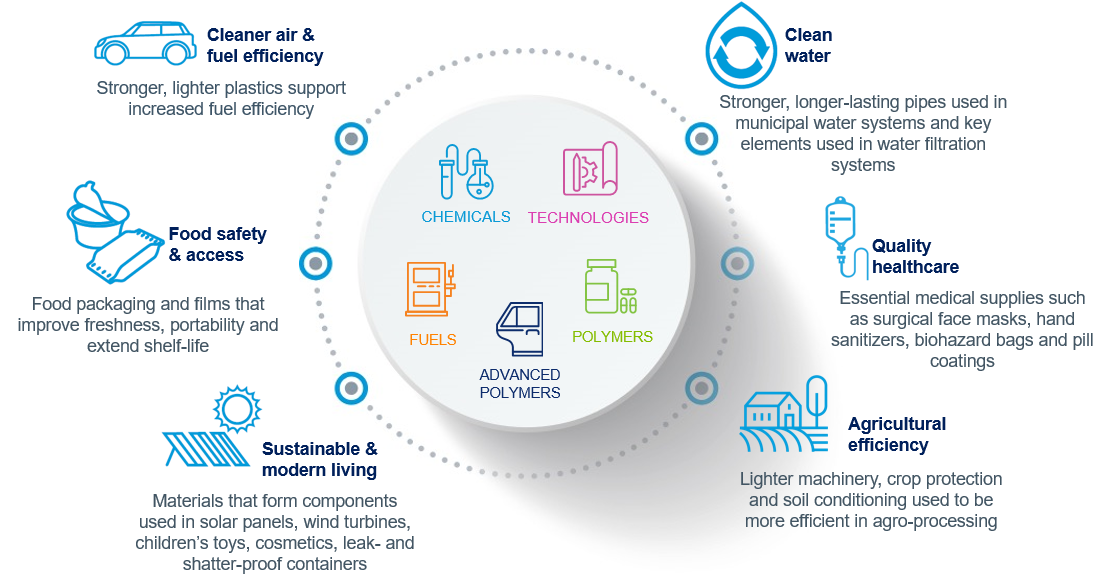 Cleaner air &
fuel efficiency
Stronger, lighter plastics support
increased fuel efficiency
Food safety
& access
Food packaging and films that
improve freshness, portability and
extend shelf-life
Sustainable &
modern living
Materials that form components
used in solar panels, wind turbines,
children’s toys, cosmetics, leak- and
shatter-proof containers
CHEMICALS
TECHNOLOGIES
FUELS
POLYMERS
ADVANCED
POLYMERS
Clean
water
Stronger, longer-lasting pipes used in
municipal water systems and key
elements used in water filtration
systems
Quality
healthcare
Essential medical supplies such
as surgical face masks, hand
sanitizers, biohazard bags and pill
coatings
Agricultural
efficiency
Lighter machinery, crop protection
and soil conditioning used to be
more efficient in agro-processing